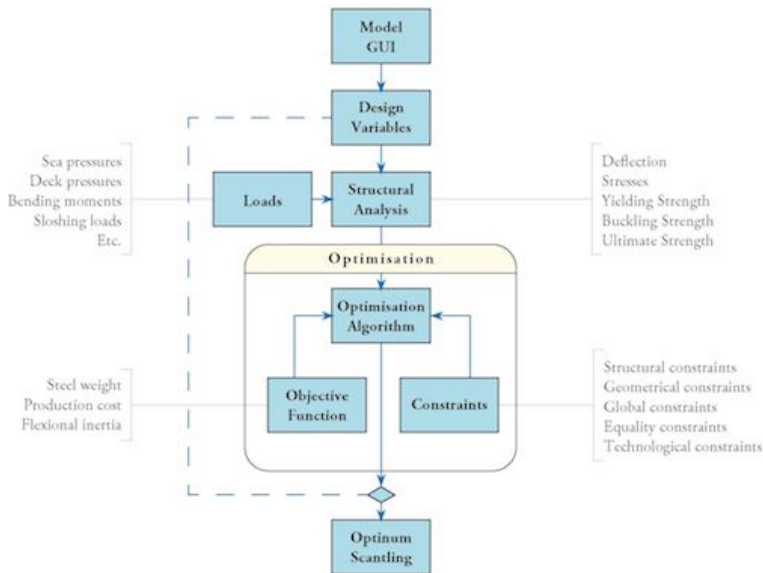 Model
GUI
Design
Variables
Sea pressures
Deck pressures
Bending moments
Sloshing loads
Etc.
Loads
Structural
Analysis
Deflection
Stresses
Yielding Strength
Buckling Strength
Ultimate Strength
Optimisation
Optimisation
Algorithm
Steel weight
Production cost
Flexional inertia
Objective
Function
Constraints
Structural constraints
Geometrical constraints
Global constraints
Equality constraints
Technological constraints
Optinum
Scantling